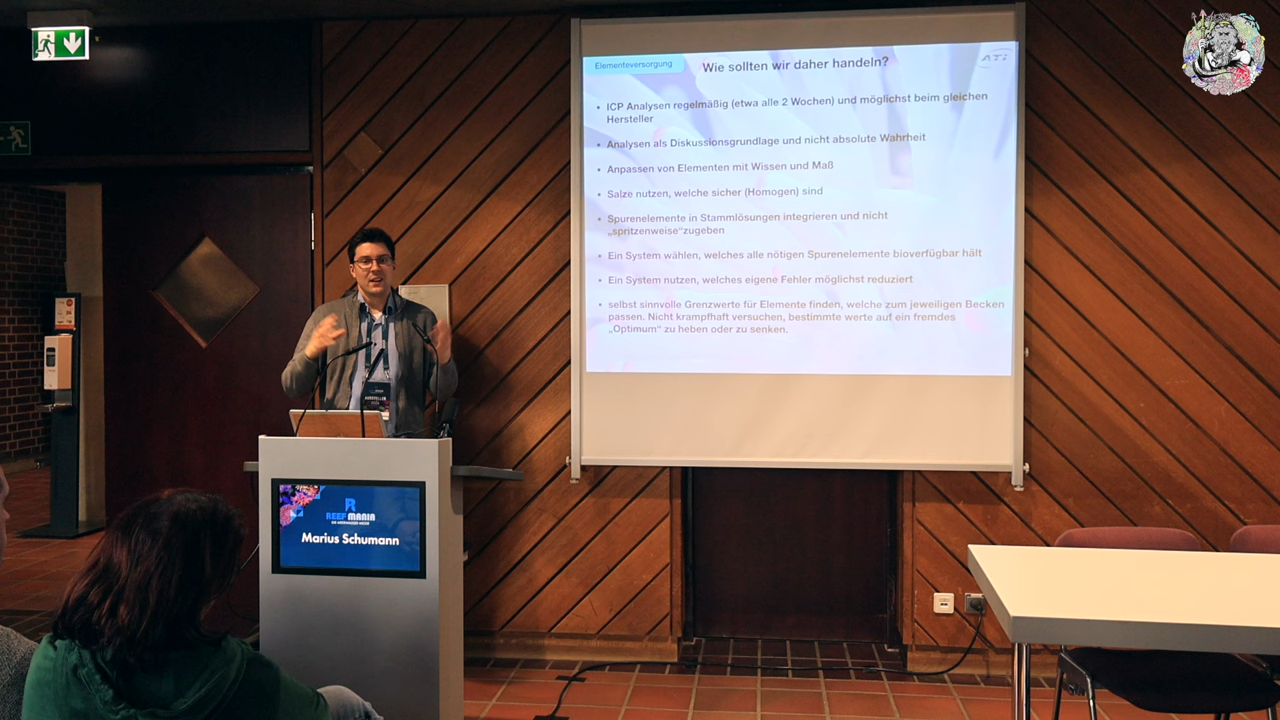 Elementeversorgung
Wie sollten wir daher handeln?
ATi
• ICP Analysen regelmäßig (etwa alle 2 Wochen) und möglichst beim gleichen
Hersteller
• Analysen als Diskussionsgrundlage und nicht absolute Wahrheit
• Anpassen von Elementen mit Wissen und Maß
• Salze nutzen, welche sicher (Homogen) sind
• Spurenelemente in Stammlösungen integrieren und nicht
„spritzenweise“zugeben
• Ein System wählen, welches alle nötigen Spurenelemente bioverfügbar hält
• Ein System nutzen, welches eigene Fehler möglichst reduziert
• selbst sinnvolle Grenzwerte für Elemente finden, welche zum jeweiligen Becken
passen. Nicht krampfhaft versuchen, bestimmte werte auf ein fremdes
„Optimum“ zu heben oder zu senken.
AUSSTELLER
REEF MANIA
DIE MEERWASSER-MESSE
Marius Schumann